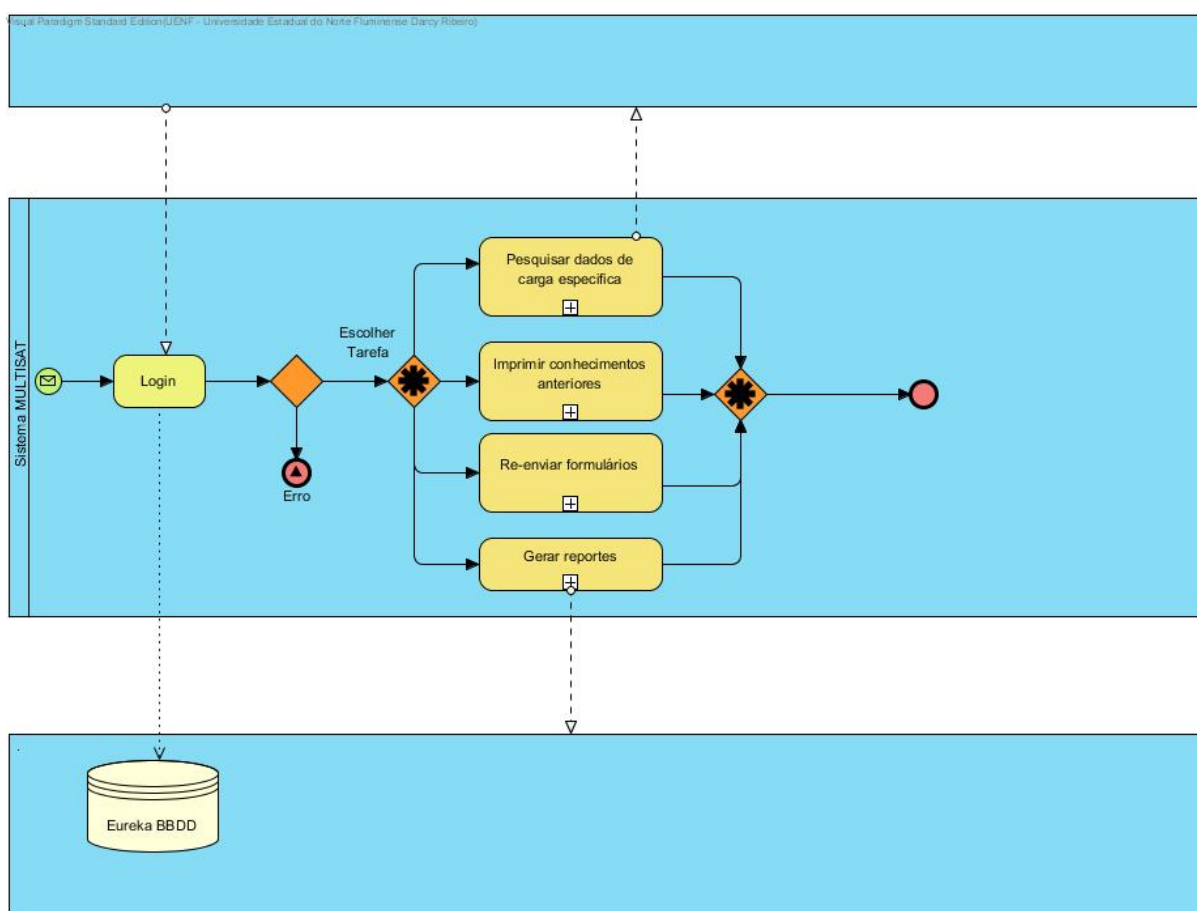 Visual Paradigm Standard Edition(UENF - Universidade Estadual do Norte Fluminense Darcy Ribeiro)
Sistema MULTISAT
Login
Erro
Escolher
Tarefa
Pesquisar dados de
carga especifica
Imprimir conhecimentos
anteriores
Re-enviar formulários
Gerar reportes
Eureka BBDD